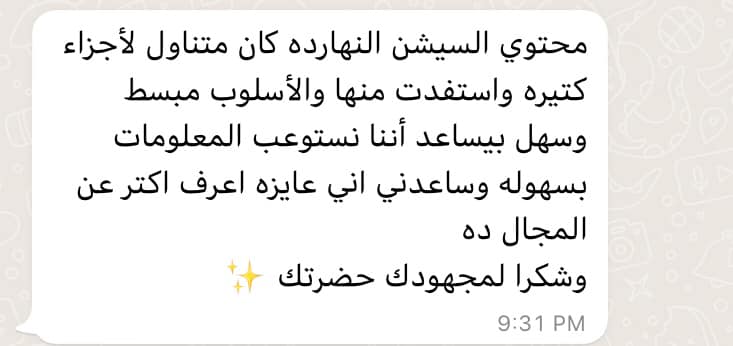 محتوي السيشن النهارده كان متناول لأجزاء
كتيره واستفدت منها والأسلوب مبسط
وسهل بيساعد أننا نستوعب المعلومات
بسهوله وساعدني اني عايزه اعرف اكتر عن
المجال ده
وشكرا لمجهودك حضرتك ✨
9:31 PM